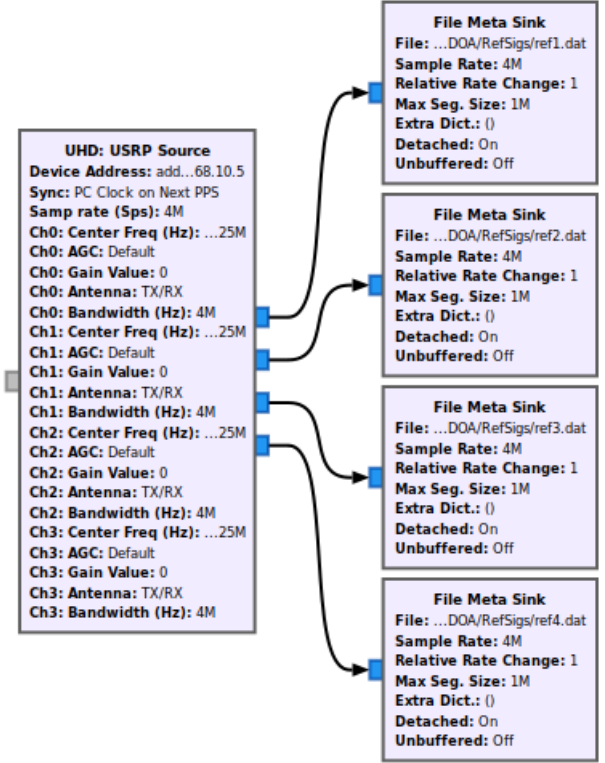 UHD: USRP Source
Device Address: add...68.10.5
Sync: PC Clock on Next PPS
Samp rate (Sps): 4M
Ch0: Center Freq (Hz): ...25M
Ch0: AGC: Default
Ch0: Gain Value: 0
Ch0: Antenna: TX/RX
Ch0: Bandwidth (Hz): 4M
Ch1: Center Freq (Hz): ...25M
Ch1: AGC: Default
Ch1: Gain Value: 0
Ch1: Antenna: TX/RX
Ch1: Bandwidth (Hz): 4M
Ch2: Center Freq (Hz): ...25M
Ch2: AGC: Default
Ch2: Gain Value: 0
Ch2: Antenna: TX/RX
Ch2: Bandwidth (Hz): 4M
Ch3: Center Freq (Hz): ...25M
Ch3: AGC: Default
Ch3: Gain Value: 0
Ch3: Antenna: TX/RX
Ch3: Bandwidth (Hz): 4M
File Meta Sink
File: ...DOA/RefSigs/ref1.dat
Sample Rate: 4M
Relative Rate Change: 1
Max Seg. Size: 1M
Extra Dict.: ()
Detached: On
Unbuffered: Off
File Meta Sink
File: ...DOA/RefSigs/ref2.dat
Sample Rate: 4M
Relative Rate Change: 1
Max Seg. Size: 1M
Extra Dict.: ()
Detached: On
Unbuffered: Off
File Meta Sink
File: ...DOA/RefSigs/ref3.dat
Sample Rate: 4M
Relative Rate Change: 1
Max Seg. Size: 1M
Extra Dict.: ()
Detached: On
Unbuffered: Off
File Meta Sink
File: ...DOA/RefSigs/ref4.dat
Sample Rate: 4M
Relative Rate Change: 1
Max Seg. Size: 1M
Extra Dict.: ()
Detached: On
Unbuffered: Off